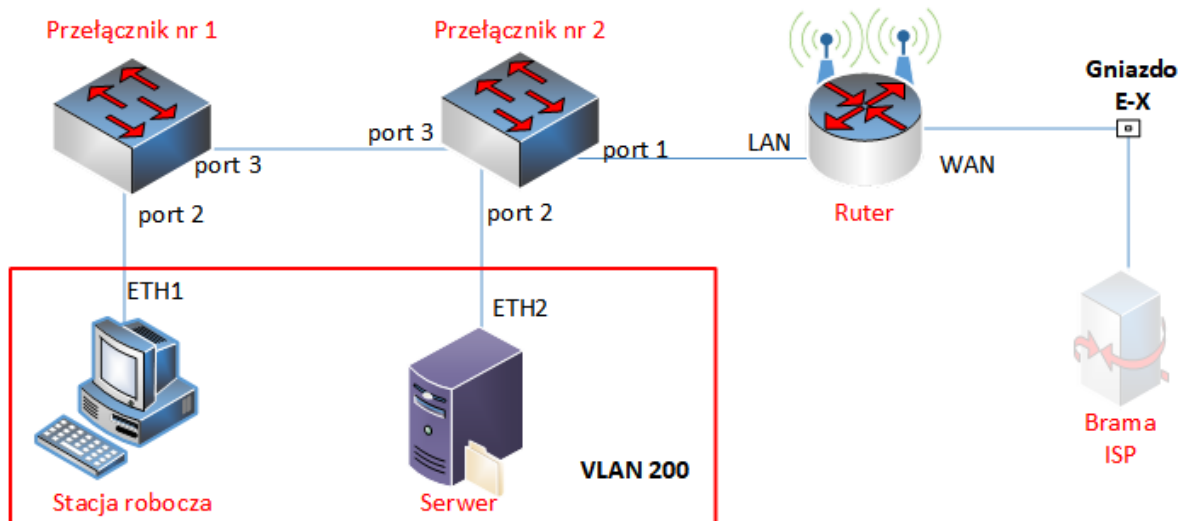 Przełącznik nr 1
Przełącznik nr 2
Gniazdo
E-X
port 3
port 3
port 1
LAN
WAN
port 2
port 2
Ruter
ETH1
ETH2
Stacja robocza
Serwer
VLAN 200
Brama
ISP